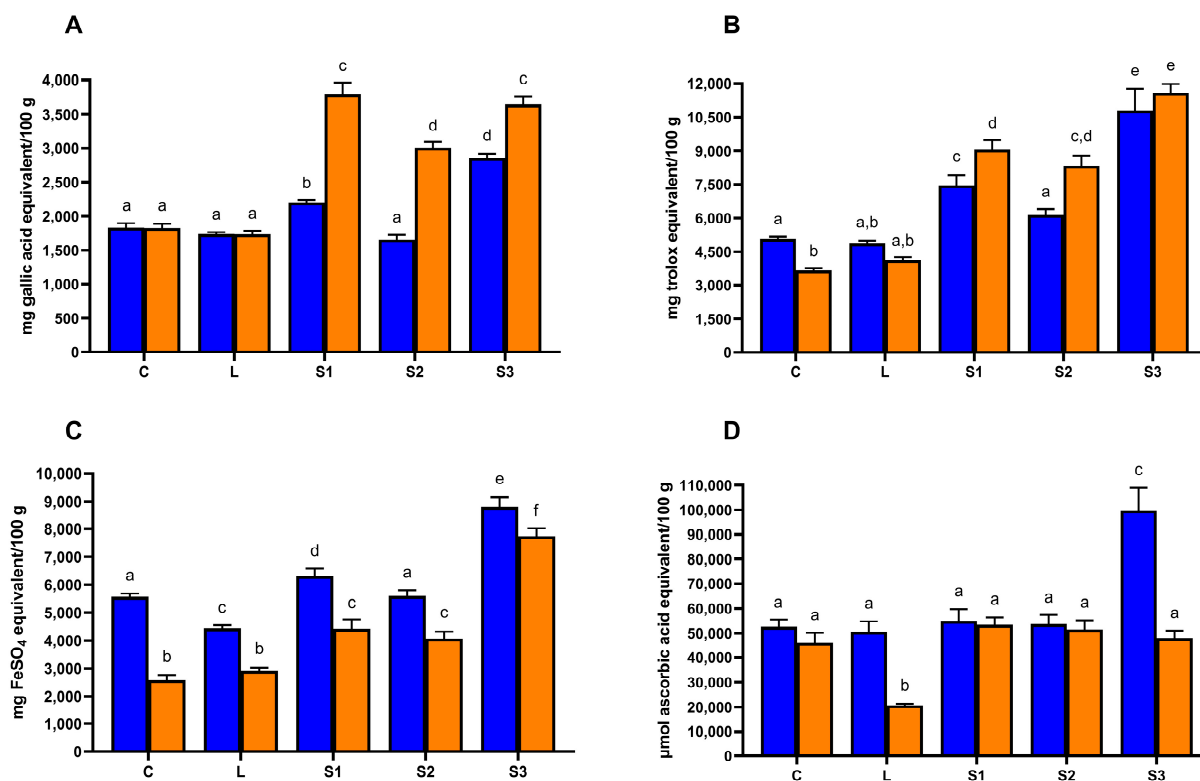 A
mg gallic acid equivalent/100 g
4,000
3,500
3,000
2,500
2,000
1,500
1,000
500
0
a a a a b c a d d c
C L S1 S2 S3
B
mg trolox equivalent/100 g
12,000
10,500
9,000
7,500
6,000
4,500
3,000
1,500
0
a b a,b a,b c d a c,d e e
C L S1 S2 S3
C
mg FeSO4 equivalent/100 g
10,000
9,000
8,000
7,000
6,000
5,000
4,000
3,000
2,000
1,000
0
a b c b d c a c e f
C L S1 S2 S3
D
µmol ascorbic acid equivalent/100 g
110,000
100,000
90,000
80,000
70,000
60,000
50,000
40,000
30,000
20,000
10,000
0
a a a b a a a a c a
C L S1 S2 S3